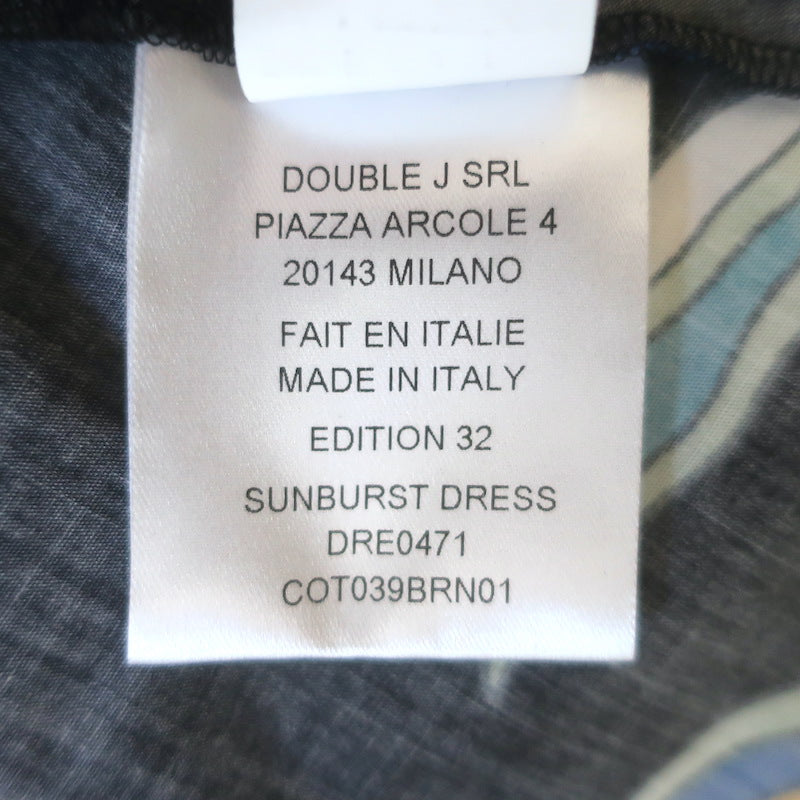 DOUBLE J SRL
PIAZZA ARCOLE 4
20143 MILANO
FAIT EN ITALIE
MADE IN ITALY
EDITION 32
SUNBURST DRESS
DRE0471
COT039BRN01